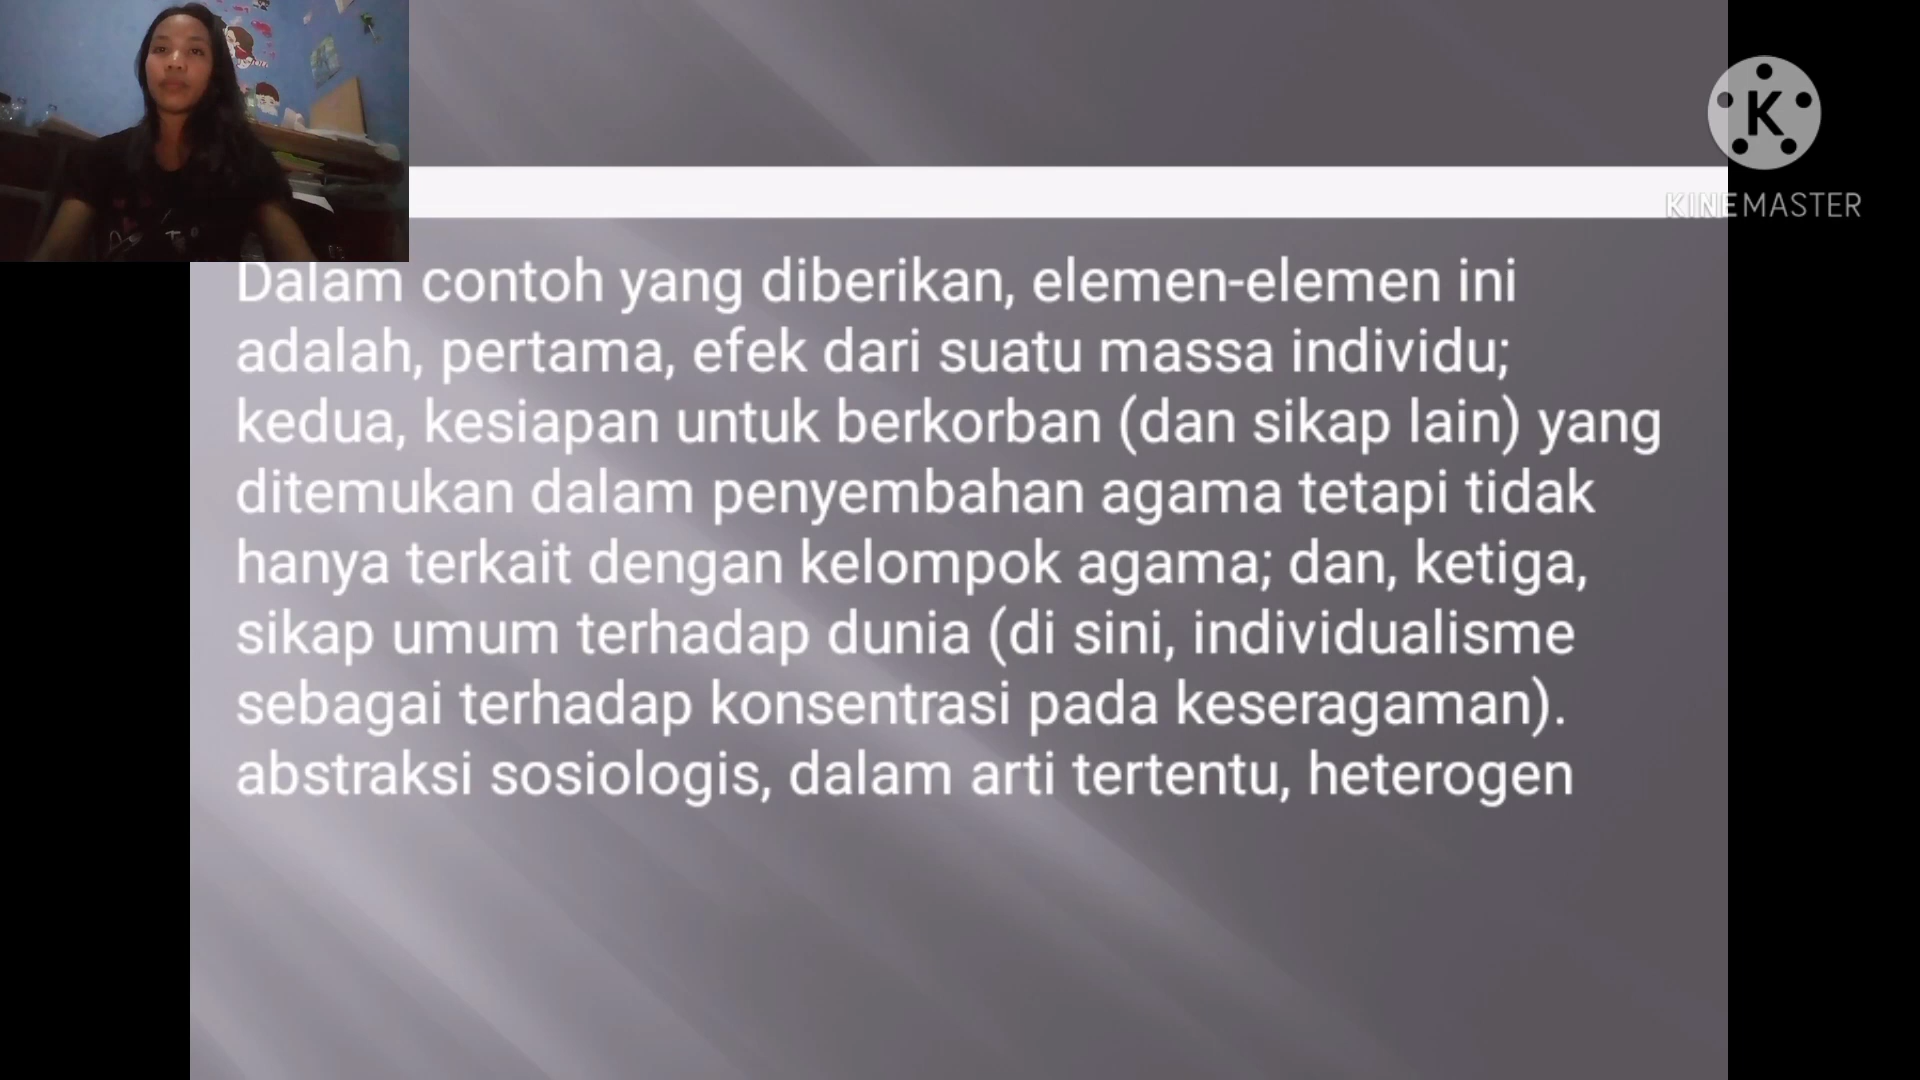 K
KINEMASTER
Dalam contoh yang diberikan, elemen-elemen ini
adalah, pertama, efek dari suatu massa individu;
kedua, kesiapan untuk berkorban (dan sikap lain) yang
ditemukan dalam penyembahan agama tetapi tidak
hanya terkait dengan kelompok agama; dan, ketiga,
sikap umum terhadap dunia (di sini, individualisme
sebagai terhadap konsentrasi pada keseragaman).
abstraksi sosiologis, dalam arti tertentu, heterogen